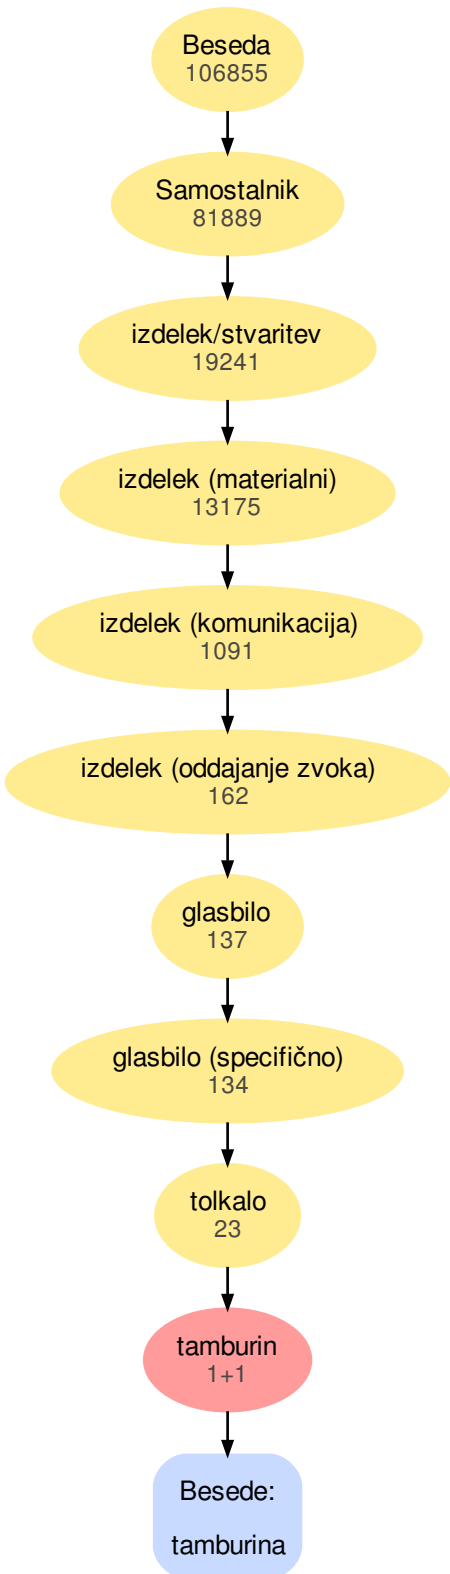 Beseda
106855
Samostalnik
81889
izdelek/stvaritev
19241
izdelek (materialni)
13175
izdelek (komunikacija)
1091
izdelek (oddajanje zvoka)
162
glasbilo
137
glasbilo (specifično)
134
tolkalo
23
tamburin
1+1
Besede:
tamburina